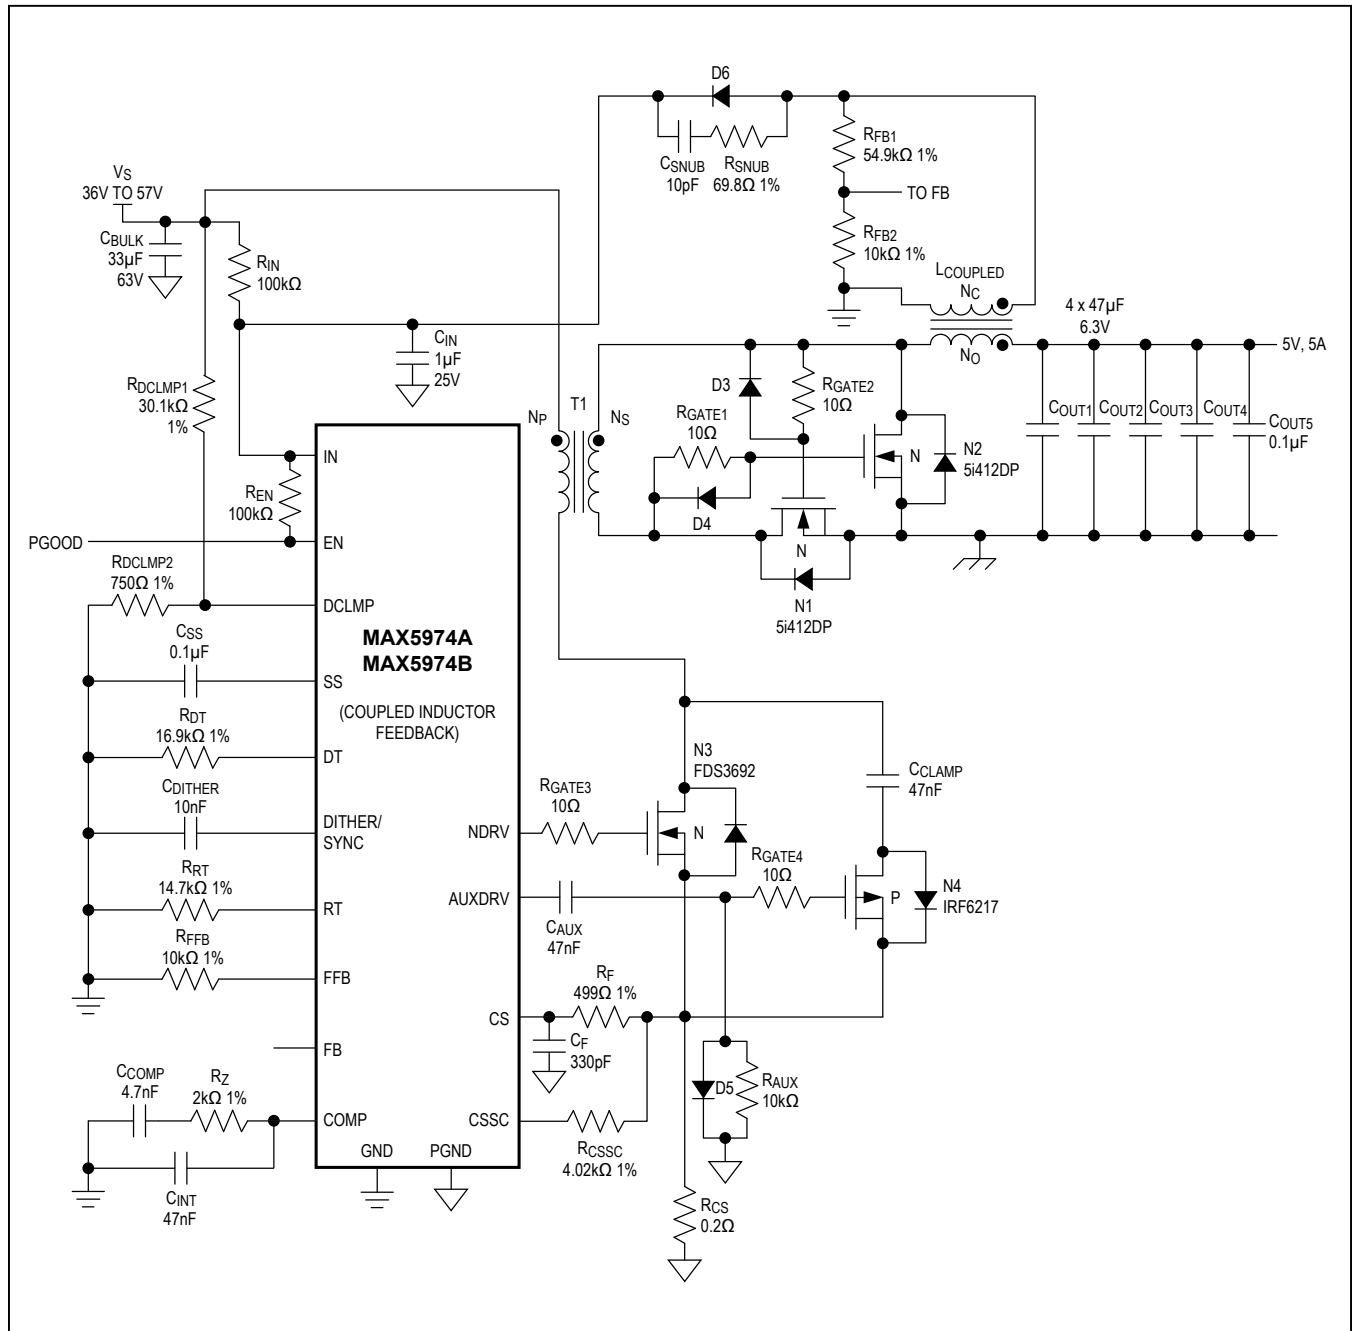 D6
CSNUB
10pF
RSNUB
69.8Ω 1%
RFB1
54.9kΩ 1%
TO FB
RFB2
10kΩ 1%
VS
36V TO 57V
CBULK
33µF
63V
RIN
100kΩ
CIN
1µF
25V
LCOUPLED
NC
NO
4 x 47µF
6.3V
5V, 5A
COUT1
COUT2
COUT3
COUT4
COUT5
0.1µF
RDCLMP1
30.1kΩ
1%
NP
T1
NS
D3
RGATE2
10Ω
RGATE1
10Ω
D4
N
N2
5i412DP
N
N1
5i412DP
REN
100kΩ
PGOOD
RDCLMP2
750Ω 1%
CSS
0.1µF
RDT
16.9kΩ 1%
CDITHER
10nF
RRT
14.7kΩ 1%
RFFB
10kΩ 1%
CCOMP
4.7nF
RZ
2kΩ 1%
CINT
47nF
IN
EN
DCLMP
MAX5974A
MAX5974B
(COUPLED INDUCTOR
FEEDBACK)
SS
DT
DITHER/
SYNC
RT
FFB
FB
COMP
GND
PGND
NDRV
AUXDRV
CS
CSSC
RGATE3
10Ω
N3
FDS3692
N
CCLAMP
47nF
RGATE4
10Ω
P
N4
IRF6217
CAUX
47nF
RF
499Ω 1%
CF
330pF
D5
RAUX
10kΩ
RCSSC
4.02kΩ 1%
RCS
0.2Ω